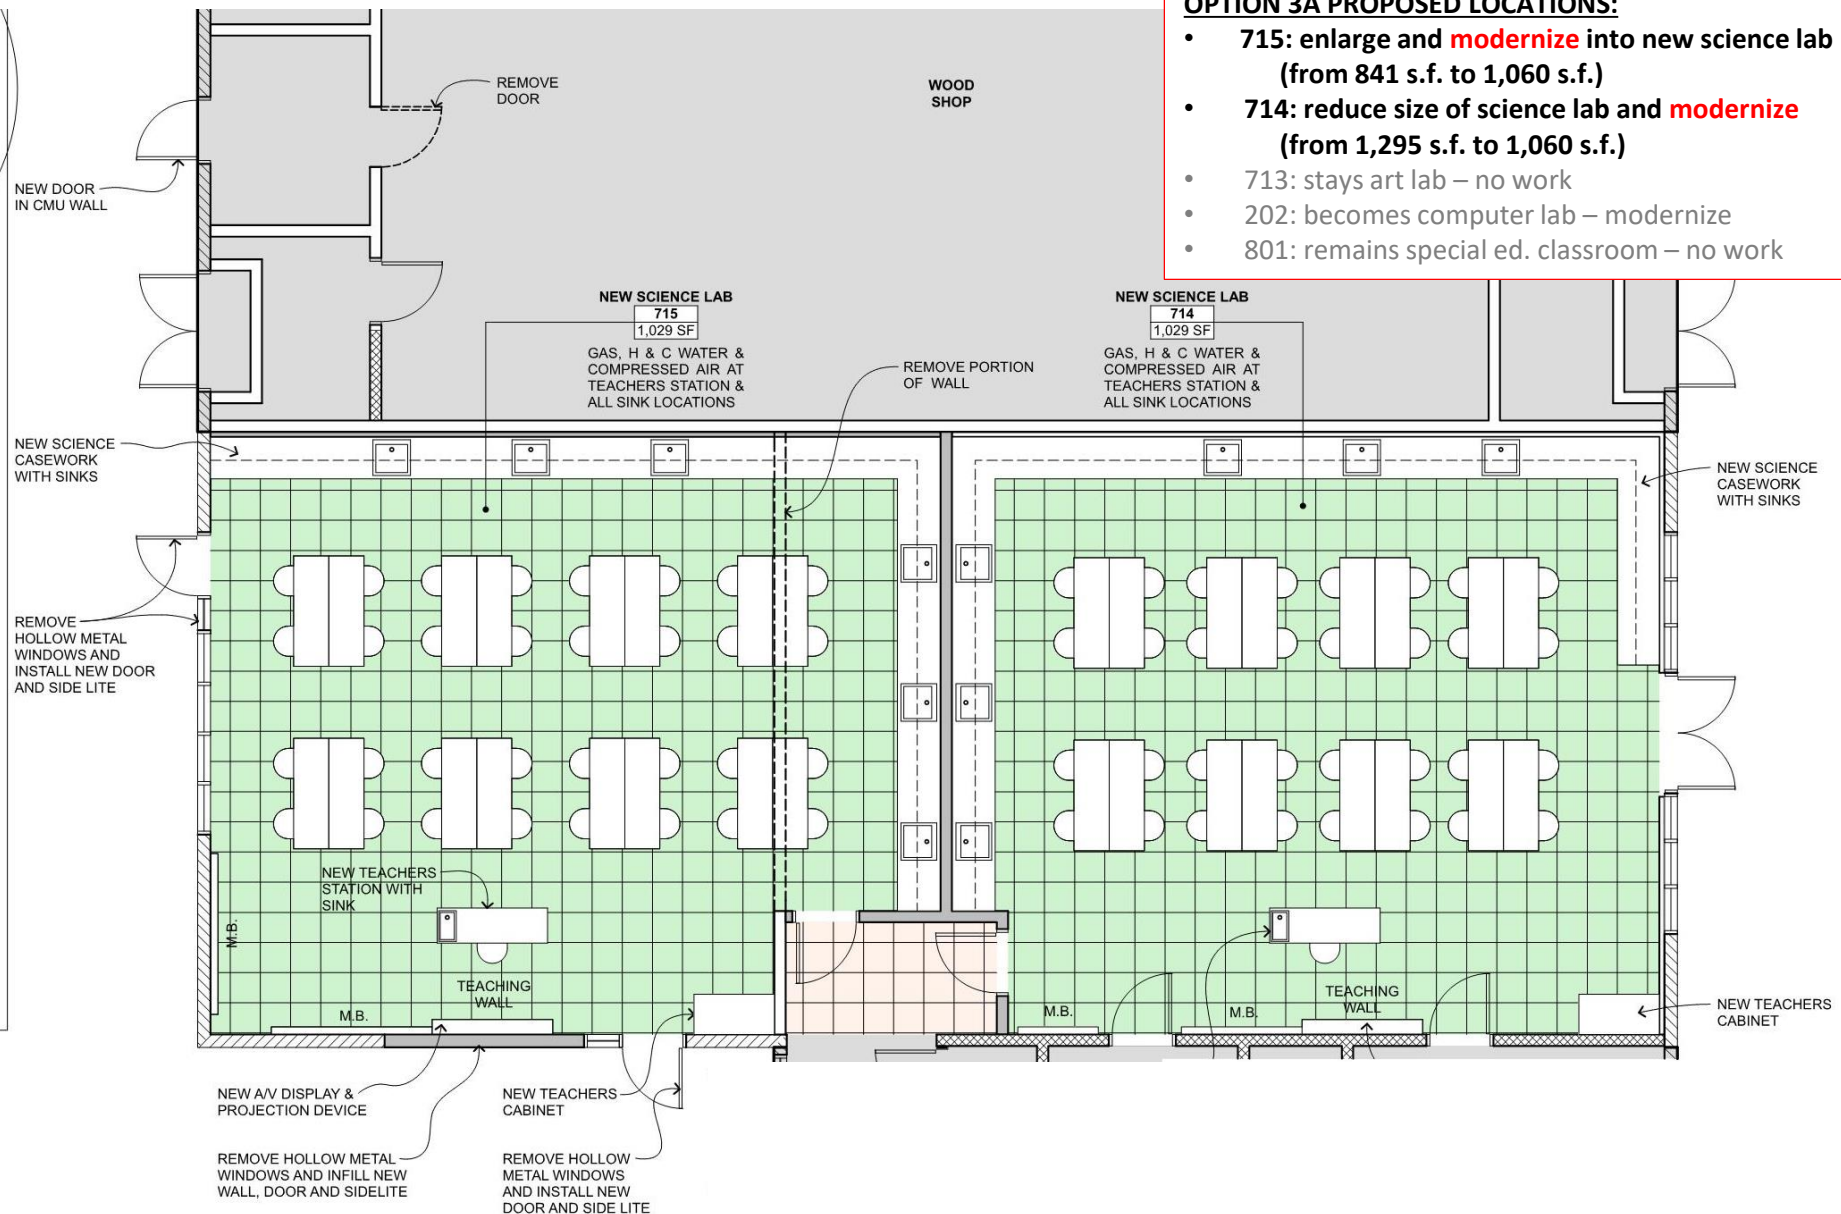 OPTION 3A PROPOSED LOCATIONS:
• 715: enlarge and modernize into new science lab
(from 841 s.f. to 1,060 s.f.)
• 714: reduce size of science lab and modernize
(from 1,295 s.f. to 1,060 s.f.)
• 713: stays art lab – no work
• 202: becomes computer lab – modernize
• 801: remains special ed. classroom – no work
REMOVE
DOOR
WOOD
SHOP
NEW DOOR
IN CMU WALL
NEW SCIENCE LAB
715
1,029 SF
GAS, H & C WATER &
COMPRESSED AIR AT
TEACHERS STATION &
ALL SINK LOCATIONS
REMOVE PORTION
OF WALL
NEW SCIENCE LAB
714
1,029 SF
GAS, H & C WATER &
COMPRESSED AIR AT
TEACHERS STATION &
ALL SINK LOCATIONS
NEW SCIENCE
CASEWORK
WITH SINKS
NEW SCIENCE
CASEWORK
WITH SINKS
REMOVE
HOLLOW METAL
WINDOWS AND
INSTALL NEW DOOR
AND SIDE LITE
NEW TEACHERS
STATION WITH
SINK
M.B.
TEACHING
WALL
M.B.
M.B.
M.B.
TEACHING
WALL
NEW TEACHERS
CABINET
NEW A/V DISPLAY &
PROJECTION DEVICE
NEW TEACHERS
CABINET
REMOVE HOLLOW METAL
WINDOWS AND INFILL NEW
WALL, DOOR AND SIDELITE
REMOVE HOLLOW
METAL WINDOWS
AND INSTALL NEW
DOOR AND SIDE LITE